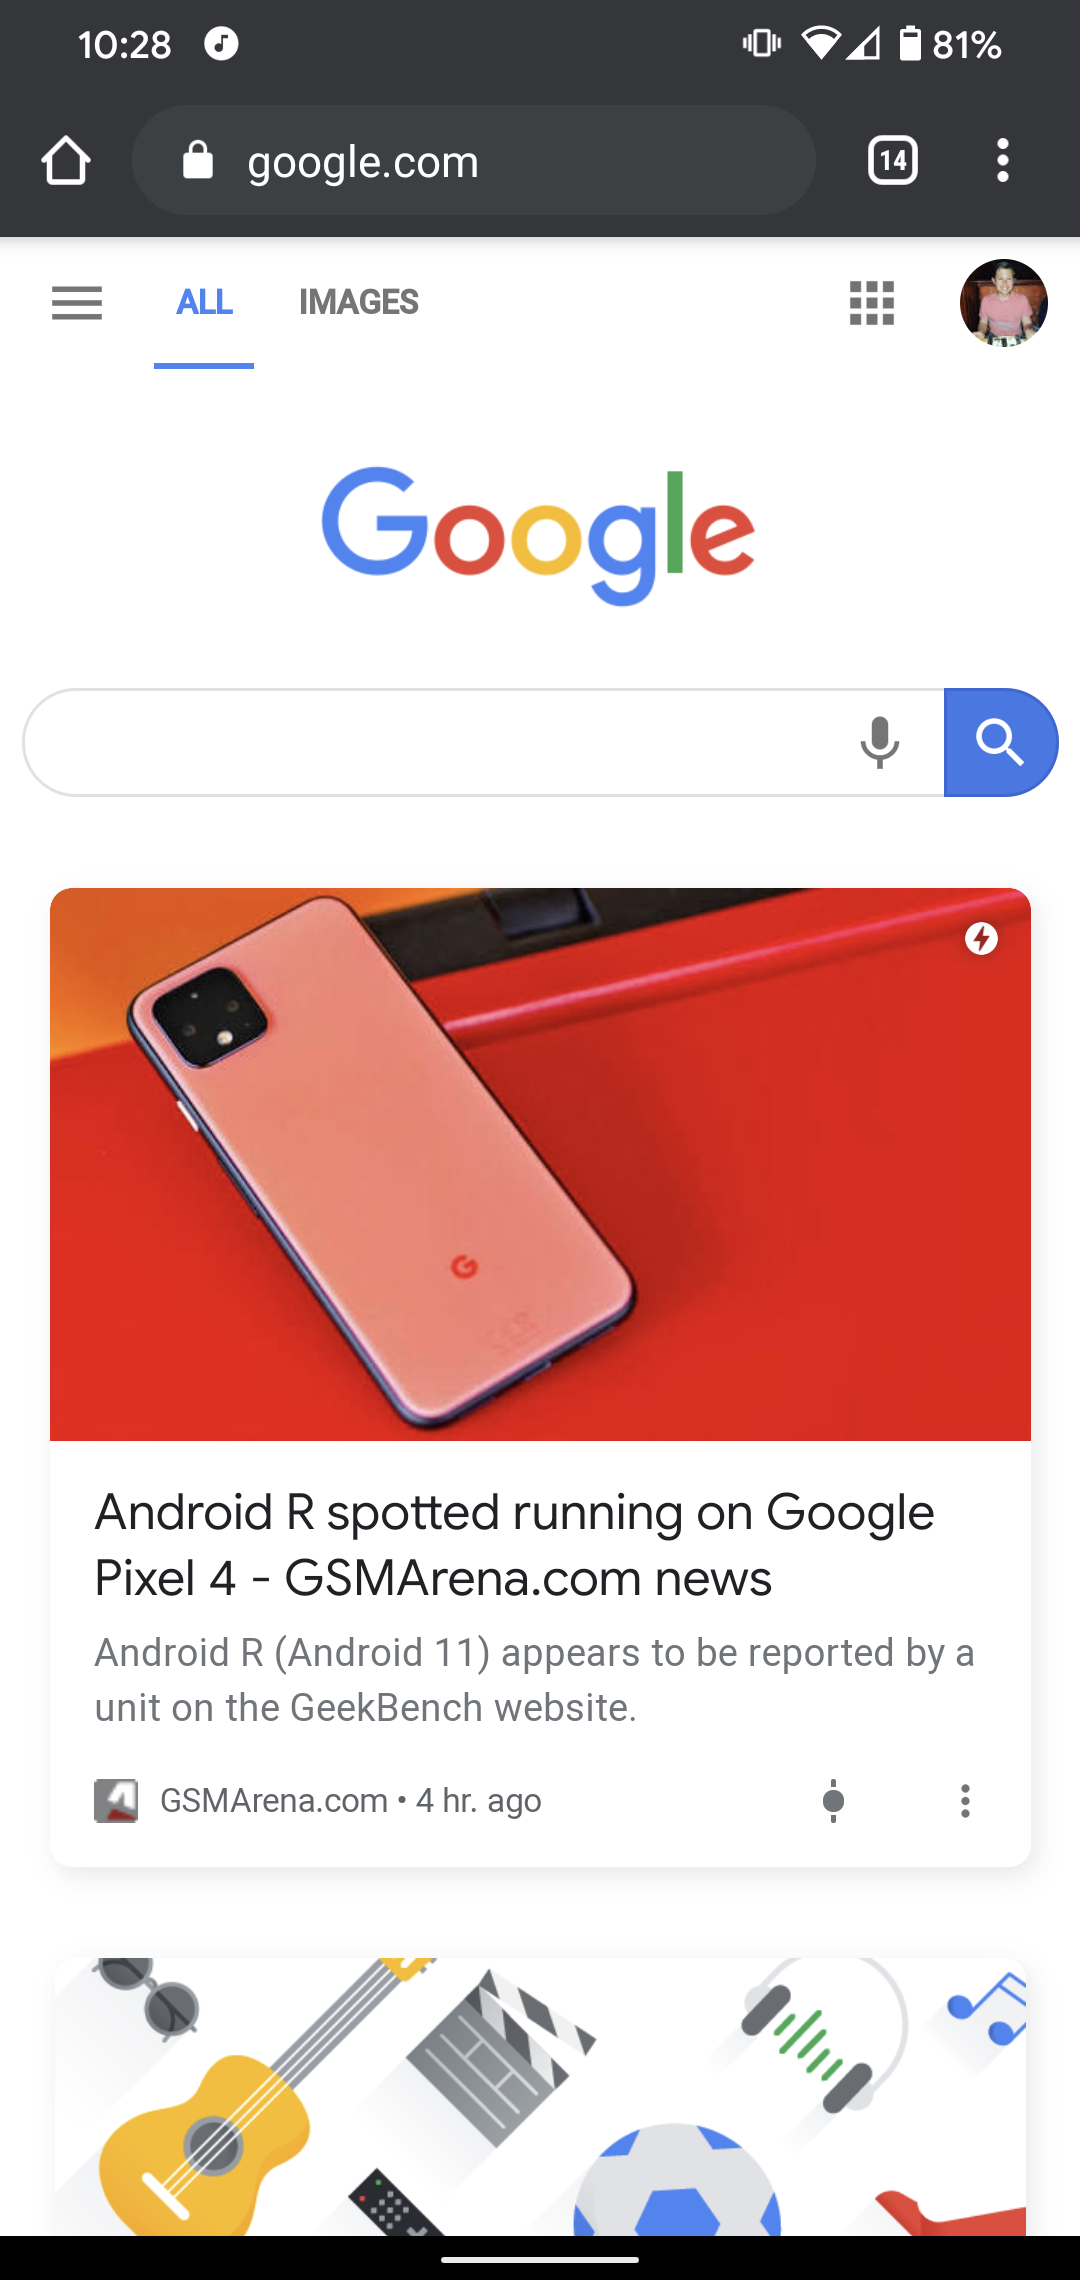 10:28 81%
google.com 14
ALL IMAGES
Google
Android R spotted running on Google
Pixel 4 - GSMArena.com news
Android R (Android 11) appears to be reported by a
unit on the GeekBench website.
GSMArena.com • 4 hr. ago